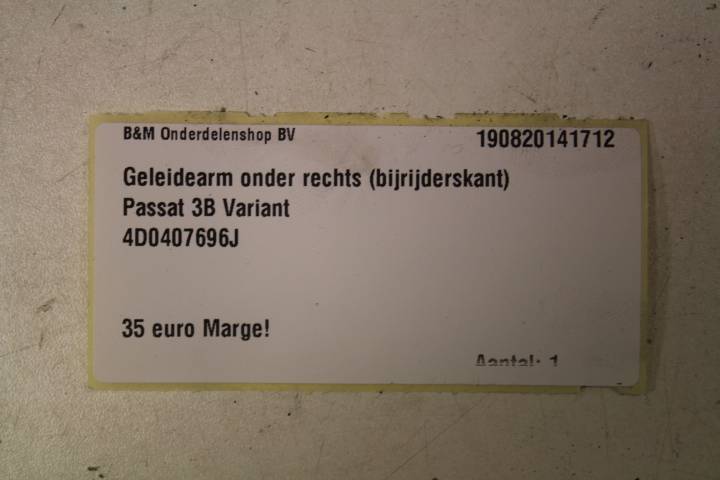 B&M Onderdelenshop BV
190820141712
Geleidearm onder rechts (bijrijderskant)
Passat 3B Variant
4D0407696J
35 euro Marge!
Aantal: 1